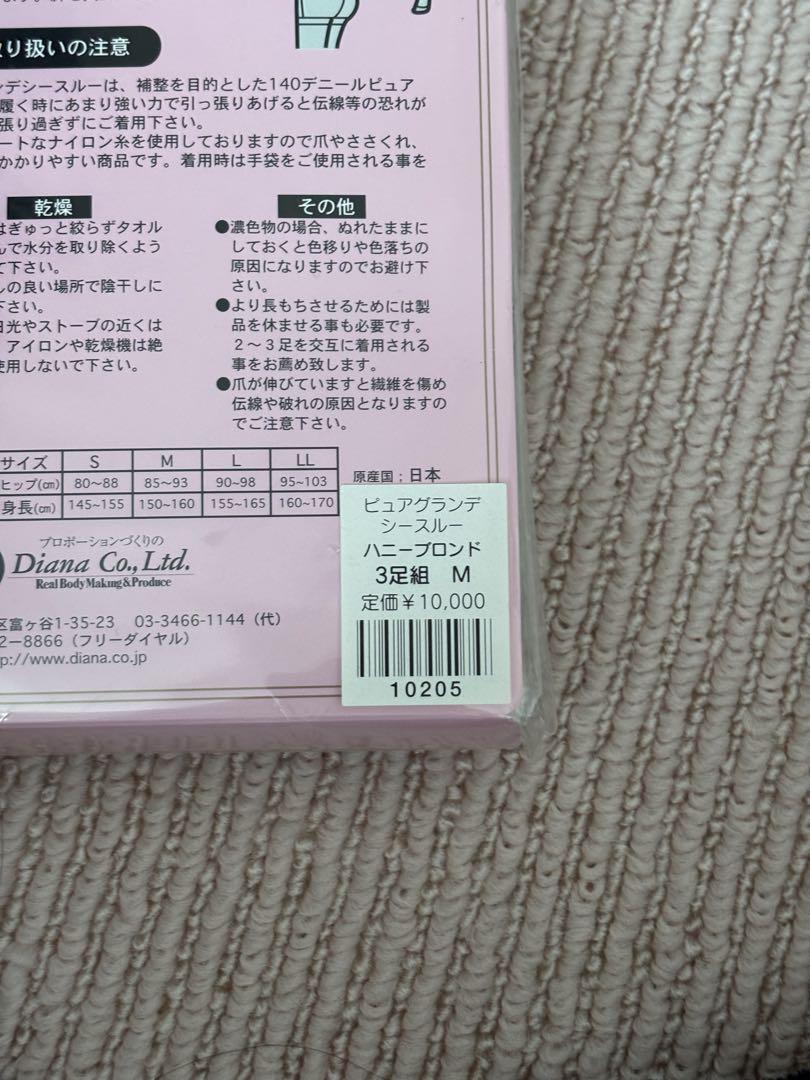 り扱いの注意
ンデシースルーは、補整を目的とした140デニールピュア
履く時にあまり強い力で引っ張りあげると伝線等の恐れが
張り過ぎずにご着用下さい。
ートなナイロン糸を使用しておりますので爪やささくれ、
かかりやすい商品です。着用時は手袋をご使用される事を
乾燥
はぎゅっと絞らずタオル
んで水分を取り除くよう
て下さい。
しの良い場所で陰干しに
下さい。
日光やストーブの近くは
アイロンや乾燥機は絶
使用しないで下さい。
その他
●濃色物の場合、ぬれたままに
しておくと色移りや色落ちの
原因になりますのでお避け下
さい。
●より長もちさせるためには製
品を休ませる事も必要です。
2〜3足を交互に着用される
事をお薦め致します。
●爪が伸びていますと繊維を傷め
伝線や破れの原因となりますの
でご注意下さい。
サイズ S M L LL
ヒップ(cm) 80~88 85~93 90~98 95~103
身長(cm) 145~155 150~160 155~165 160~170
原産国：日本
プロポーションづくりの
Diana Co.,Ltd.
Real Body Making & Produce
区富ヶ谷1-35-23 03-3466-1144（代）
2−8866（フリーダイヤル）
p://www.diana.co.jp
ピュアグランデ
シースルー
ハニーブロンド
3足組 M
定価￥10,000
10205